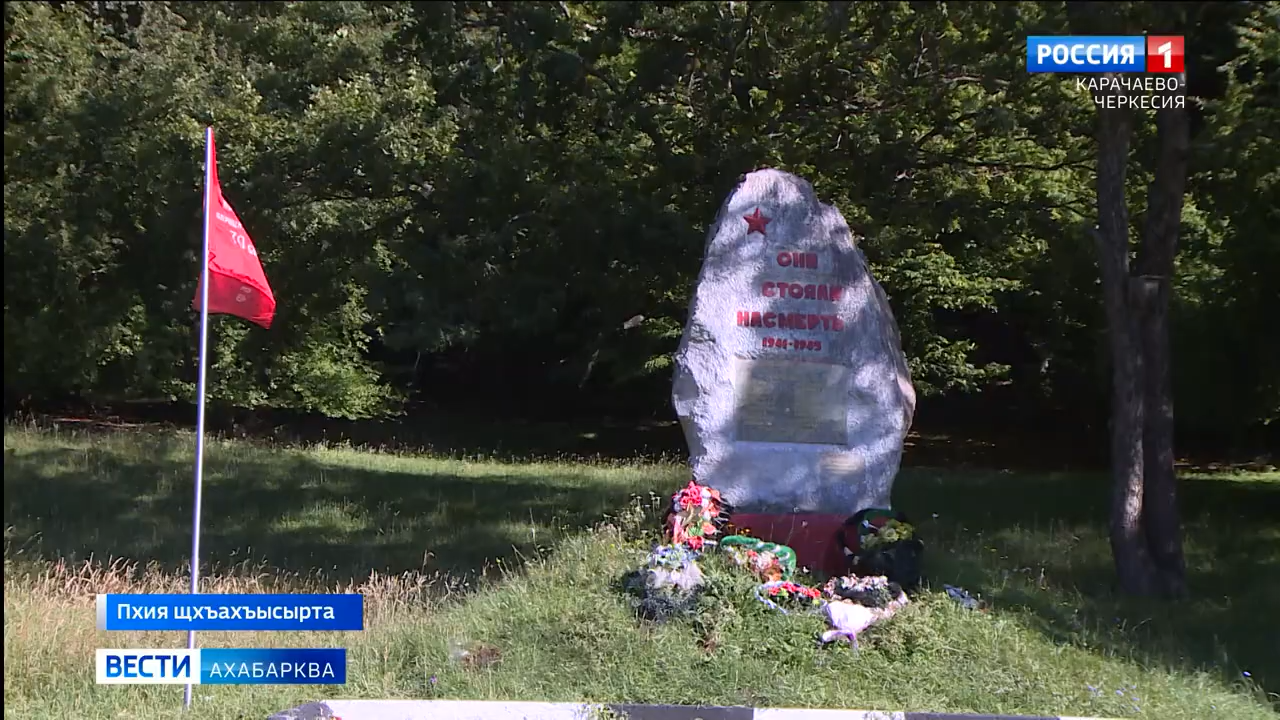 РОССИЯ 1
КАРАЧАЕВО-
ЧЕРКЕСИЯ
ОНИ
СТОЯЛИ
НАСМЕРТЬ
1941-1945
Пхия щхъахъысырта
ВЕСТИ АХАБАРКВА